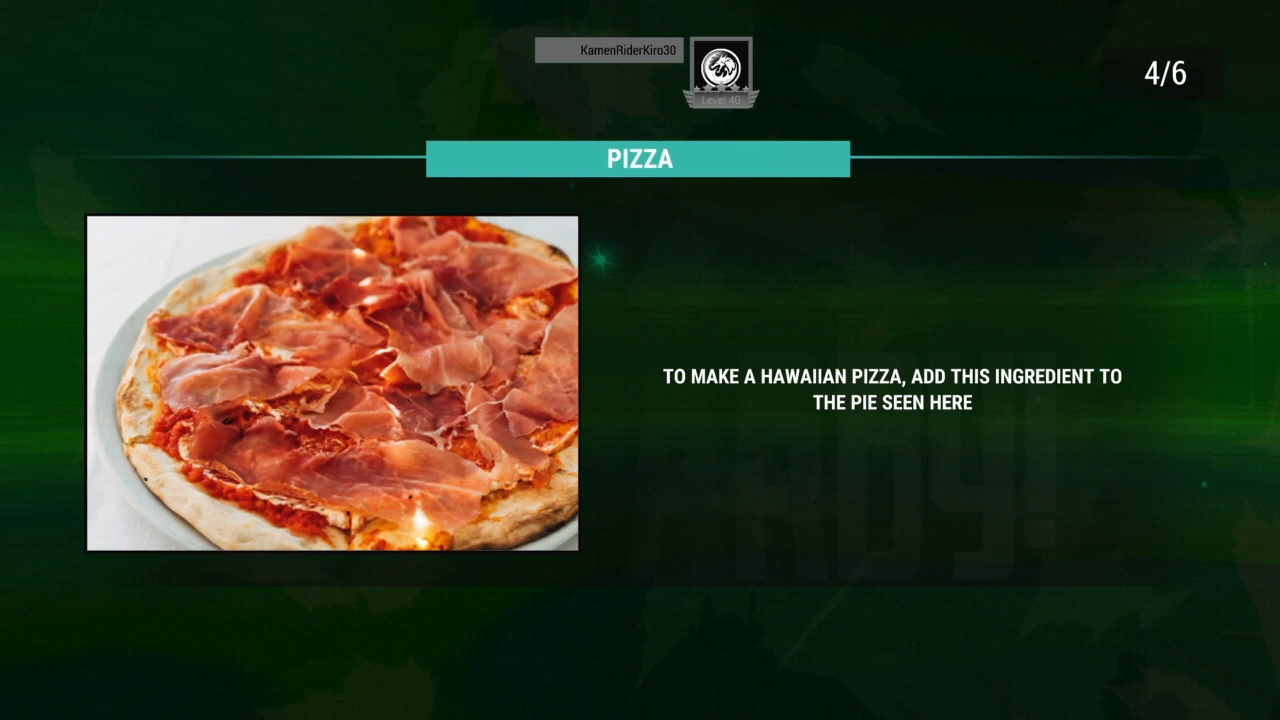 KamenRiderKiro30
Level 40
4/6
PIZZA
TO MAKE A HAWAIIAN PIZZA, ADD THIS INGREDIENT TO
THE PIE SEEN HERE